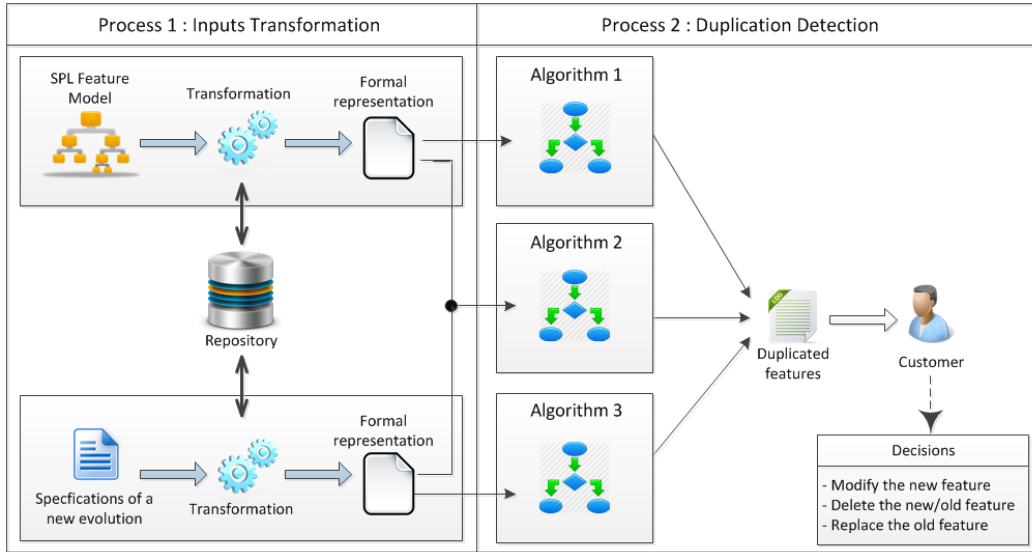 Process 1 : Inputs Transformation
Process 2 : Duplication Detection
SPL Feature
Model
Transformation
Formal
representation
Repository
Specfications of a
new evolution
Transformation
Formal
representation
Algorithm 1
Algorithm 2
Algorithm 3
LOG
Duplicated
features
Customer
Decisions
- Modify the new feature
- Delete the new/old feature
- Replace the old feature